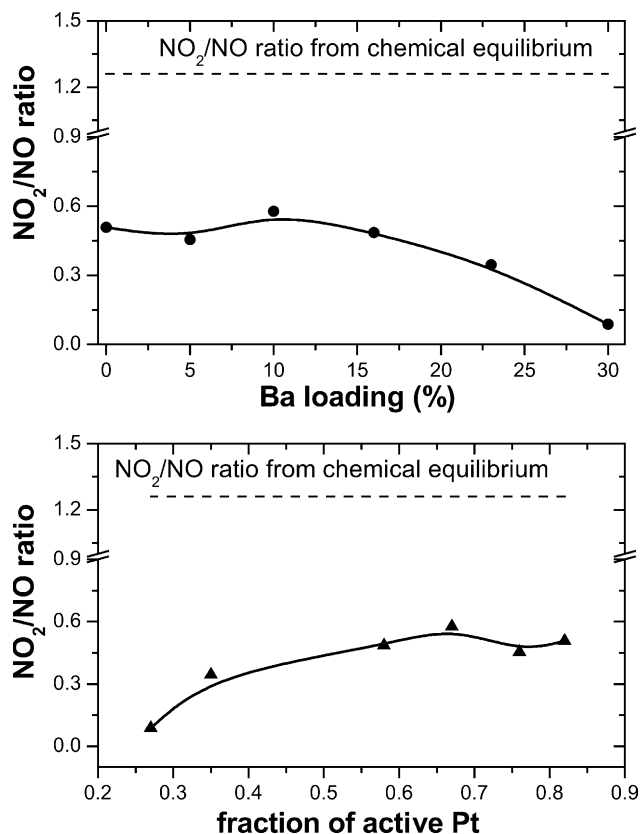 1.5
NO2/NO ratio from chemical equilibrium
1.2
0.9
0.6
0.3
0.0
NO2/NO ratio
0 5 10 15 20 25 30
Ba loading (%)
1.5
NO2/NO ratio from chemical equilibrium
1.2
0.9
0.6
0.3
0.0
NO2/NO ratio
0.2 0.3 0.4 0.5 0.6 0.7 0.8 0.9
fraction of active Pt